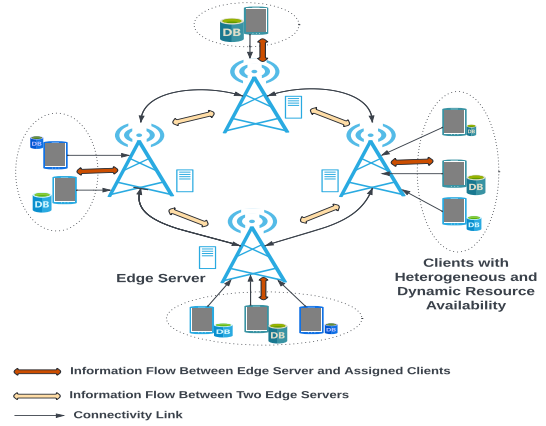 DB
DB
DB
DB
DB
DB
DB
Edge Server
Clients with
Heterogeneous and
Dynamic Resource
Availability
DB
DB
DB
Information Flow Between Edge Server and Assigned Clients
Information Flow Between Two Edge Servers
Connectivity Link